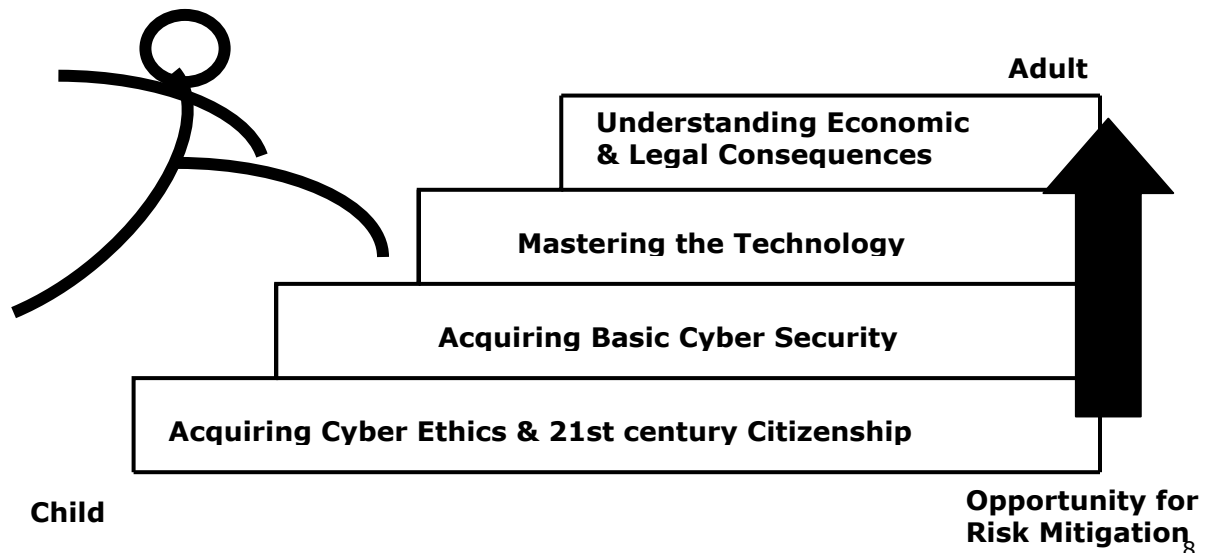 Adult
Understanding Economic
& Legal Consequences
Mastering the Technology
Acquiring Basic Cyber Security
Acquiring Cyber Ethics & 21st century Citizenship
Child
Opportunity for
Risk Mitigation
8